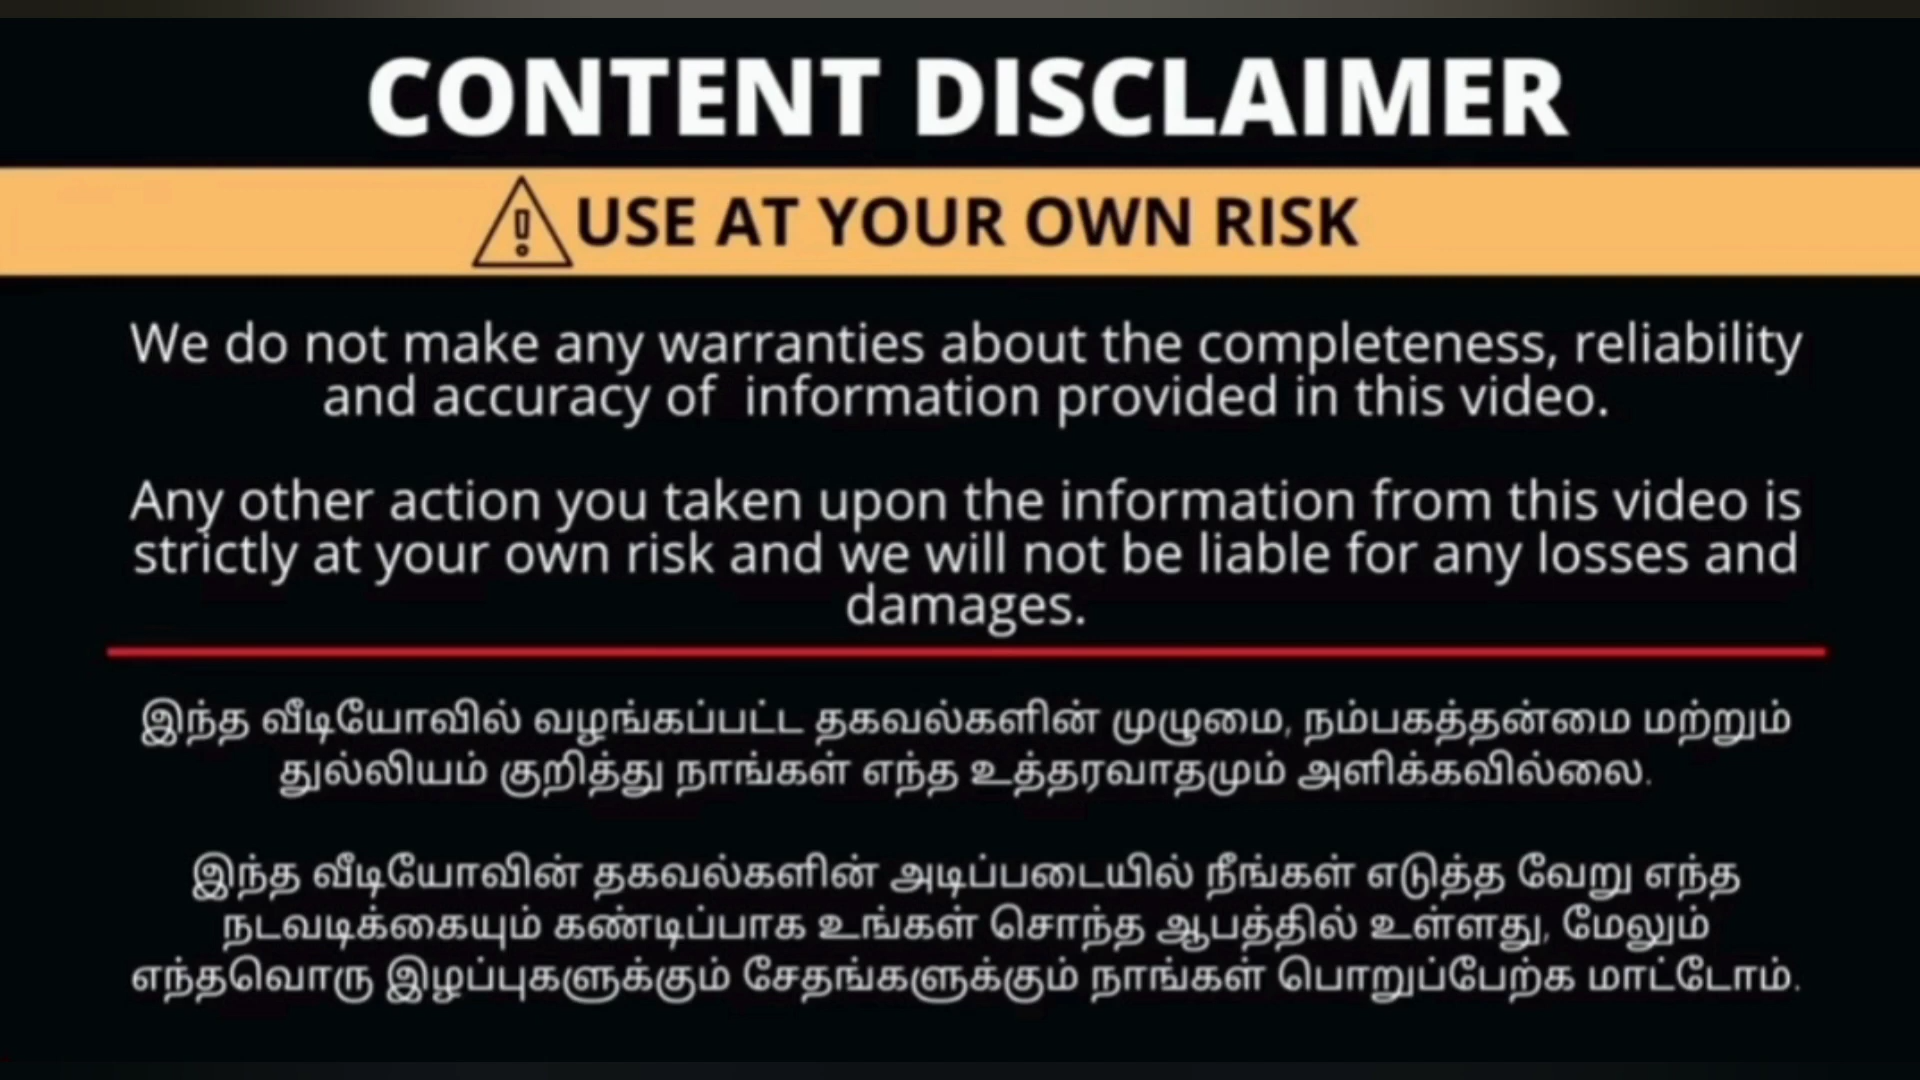 CONTENT DISCLAIMER
USE AT YOUR OWN RISK
We do not make any warranties about the completeness, reliability
and accuracy of information provided in this video.
Any other action you taken upon the information from this video is
strictly at your own risk and we will not be liable for any losses and
damages.
இந்த வீடியோவில் வழங்கப்பட்ட தகவல்களின் முழுமை, நம்பகத்தன்மை மற்றும்
துல்லியம் குறித்து நாங்கள் எந்த உத்தரவாதமும் அளிக்கவில்லை.
இந்த வீடியோவின் தகவல்களின் அடிப்படையில் நீங்கள் எடுத்த வேறு எந்த
நடவடிக்கையும் கண்டிப்பாக உங்கள் சொந்த ஆபத்தில் உள்ளது, மேலும்
எந்தவொரு இழப்புகளுக்கும் சேதங்களுக்கும் நாங்கள் பொறுப்பேற்க மாட்டோம்.